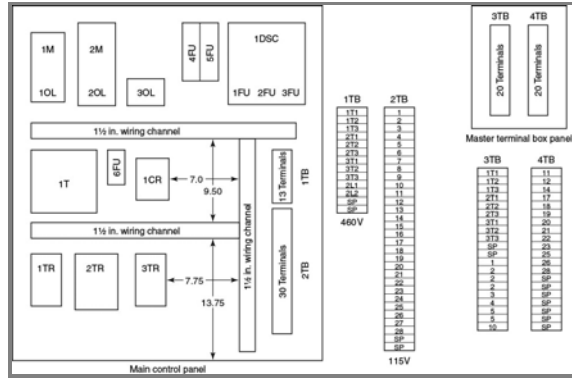 1M
1OL
2M
2OL
3OL
4FU
5FU
1DSC
1FU 2FU 3FU
1½ in. wiring channel
1T
6FU
1CR
7.0
9.50
13 Terminals
1TB
1½ in. wiring channel
1TR
2TR
3TR
7.75
13.75
1½ in. wiring channel
30 Terminals
2TB
Main control panel
1TB
1T1
1T2
1T3
2T1
2T2
2T3
3T1
3T2
3T3
2L1
2L2
SP
SP
460V
2TB
1
2
3
4
5
6
7
8
9
10
11
12
13
14
15
16
17
18
19
20
21
22
23
24
25
26
27
28
SP
SP
115V
3TB
4TB
20 Terminals
20 Terminals
Master terminal box panel
3TB
1T1
1T2
1T3
2T1
2T2
2T3
3T1
3T2
3T3
SP
SP
1
2
2
2
3
4
5
5
10
4TB
11
12
14
17
18
19
20
21
22
23
25
26
28
SP
SP
SP
SP
SP
SP
SP